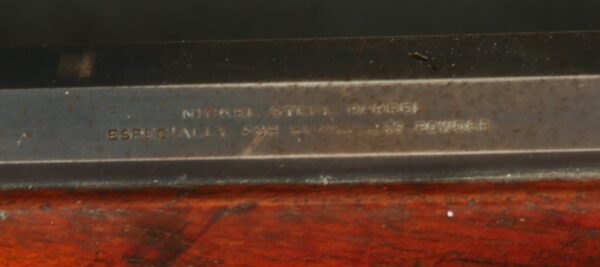 NICKEL STEEL BARREL
ESPECIALLY FOR SMOKELESS POWDER